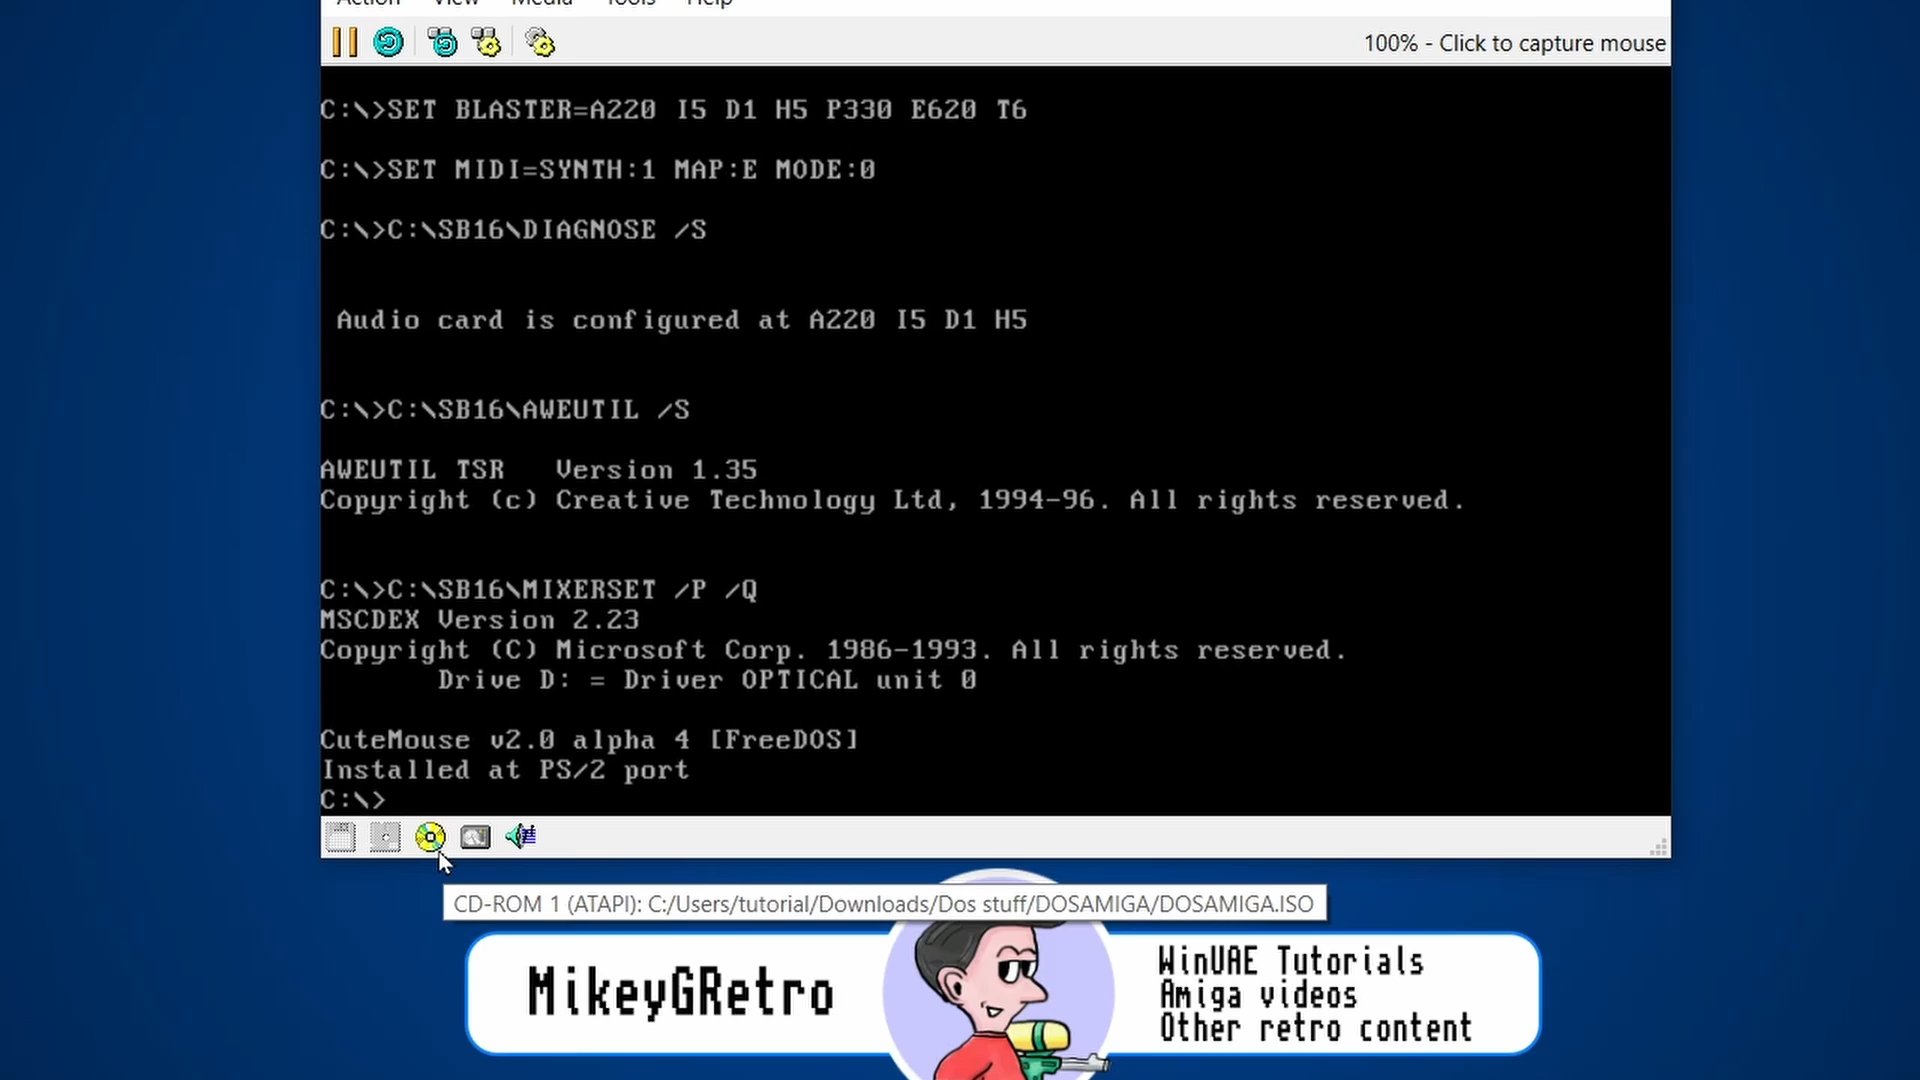 Action View Media Tools Help
100% - Click to capture mouse
C:\>SET BLASTER=A220 I5 D1 H5 P330 E620 T6
C:\>SET MIDI=SYNTH:1 MAP:E MODE:0
C:\>C:\SB16\DIAGNOSE /S
Audio card is configured at A220 I5 D1 H5
C:\>C:\SB16\AWEUTIL /S
AWEUTIL TSR   Version 1.35
Copyright (c) Creative Technology Ltd, 1994-96. All rights reserved.
C:\>C:\SB16\MIXERSET /P /Q
MSCDEX Version 2.23
Copyright (C) Microsoft Corp. 1986-1993. All rights reserved.
Drive D: = Driver OPTICAL unit 0
CuteMouse v2.0 alpha 4 [FreeDOS]
Installed at PS/2 port
C:\>
CD-ROM 1 (ATAPI): C:/Users/tutorial/Downloads/Dos stuff/DOSAMIGA/DOSAMIGA.ISO
MikeyGRetro
WinUAE Tutorials
Amiga videos
Other retro content